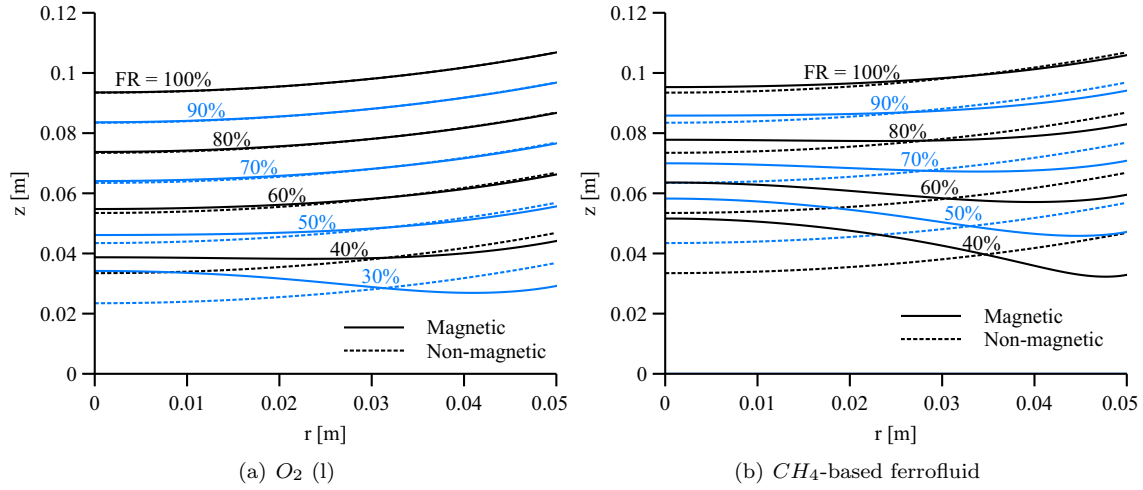 0.12
0.1
0.08
0.06
0.04
0.02
0
z [m]
FR = 100%
90%
80%
70%
60%
50%
40%
30%
Magnetic
Non-magnetic
0 0.01 0.02 0.03 0.04 0.05
r [m]
(a) O₂ (l)
0.12
0.1
0.08
0.06
0.04
0.02
0
z [m]
FR = 100%
90%
80%
70%
60%
50%
40%
Magnetic
Non-magnetic
0 0.01 0.02 0.03 0.04 0.05
r [m]
(b) CH₄-based ferrofluid